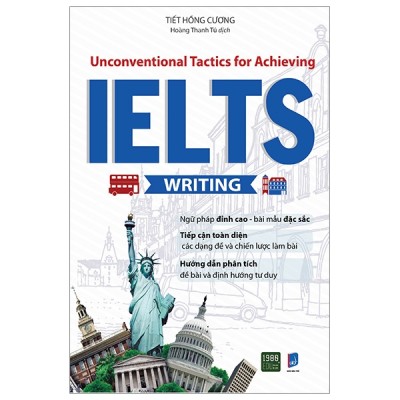 TIẾT HỒNG CƯƠNG
Hoàng Thanh Tú dịch
Unconventional Tactics for Achieving
IELTS
WRITING
Ngữ pháp đỉnh cao - bài mẫu đặc sắc
Tiếp cận toàn diện
các dạng đề và chiến lược làm bài
Hướng dẫn phân tích
đề bài và định hướng tư duy
1988